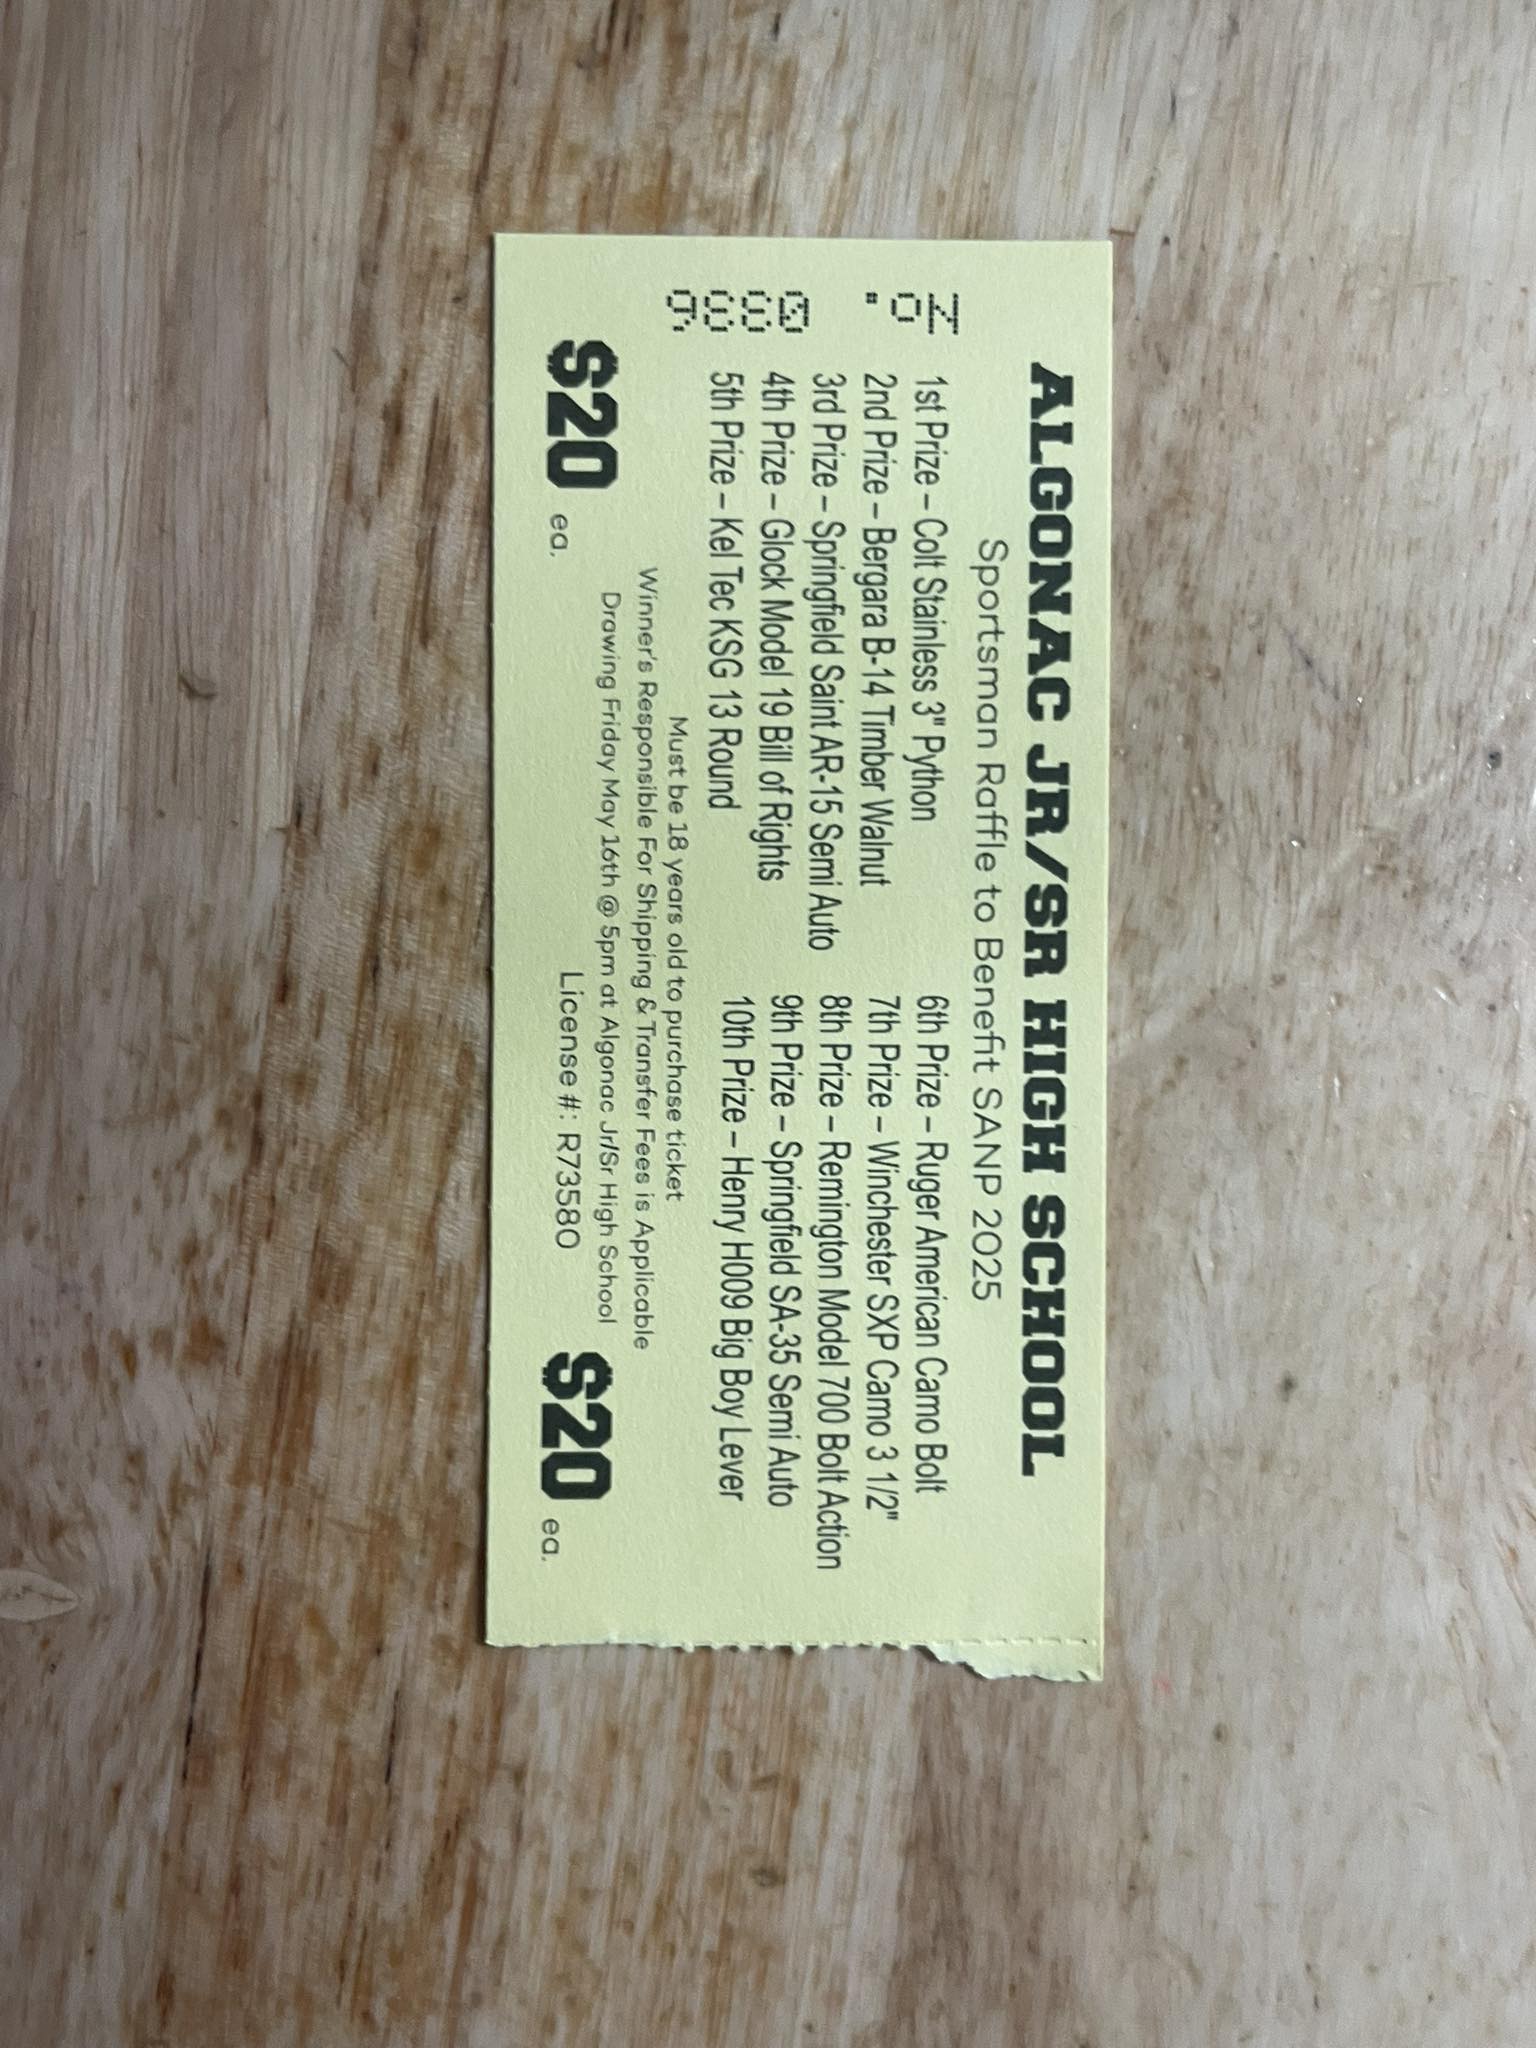 ALGONAC JR/SR HIGH SCHOOL
Sportsman Raffle to Benefit SANP 2025
1st Prize – Colt Stainless 3" Python
2nd Prize – Bergara B-14 Timber Walnut
3rd Prize – Springfield Saint AR-15 Semi Auto
4th Prize – Glock Model 19 Bill of Rights
5th Prize – Kel Tec KSG 13 Round
6th Prize – Ruger American Camo Bolt
7th Prize – Winchester SXP Camo 3 1/2"
8th Prize – Remington Model 700 Bolt Action
9th Prize – Springfield SA-35 Semi Auto
10th Prize – Henry H009 Big Boy Lever
No. 0339
Must be 18 years old to purchase ticket
Winner's Responsible For Shipping & Transfer Fees is Applicable
Drawing Friday May 16th @ 5pm at Algonac Jr/Sr High School
License #: R73580
$20 ea.
$20 ea.